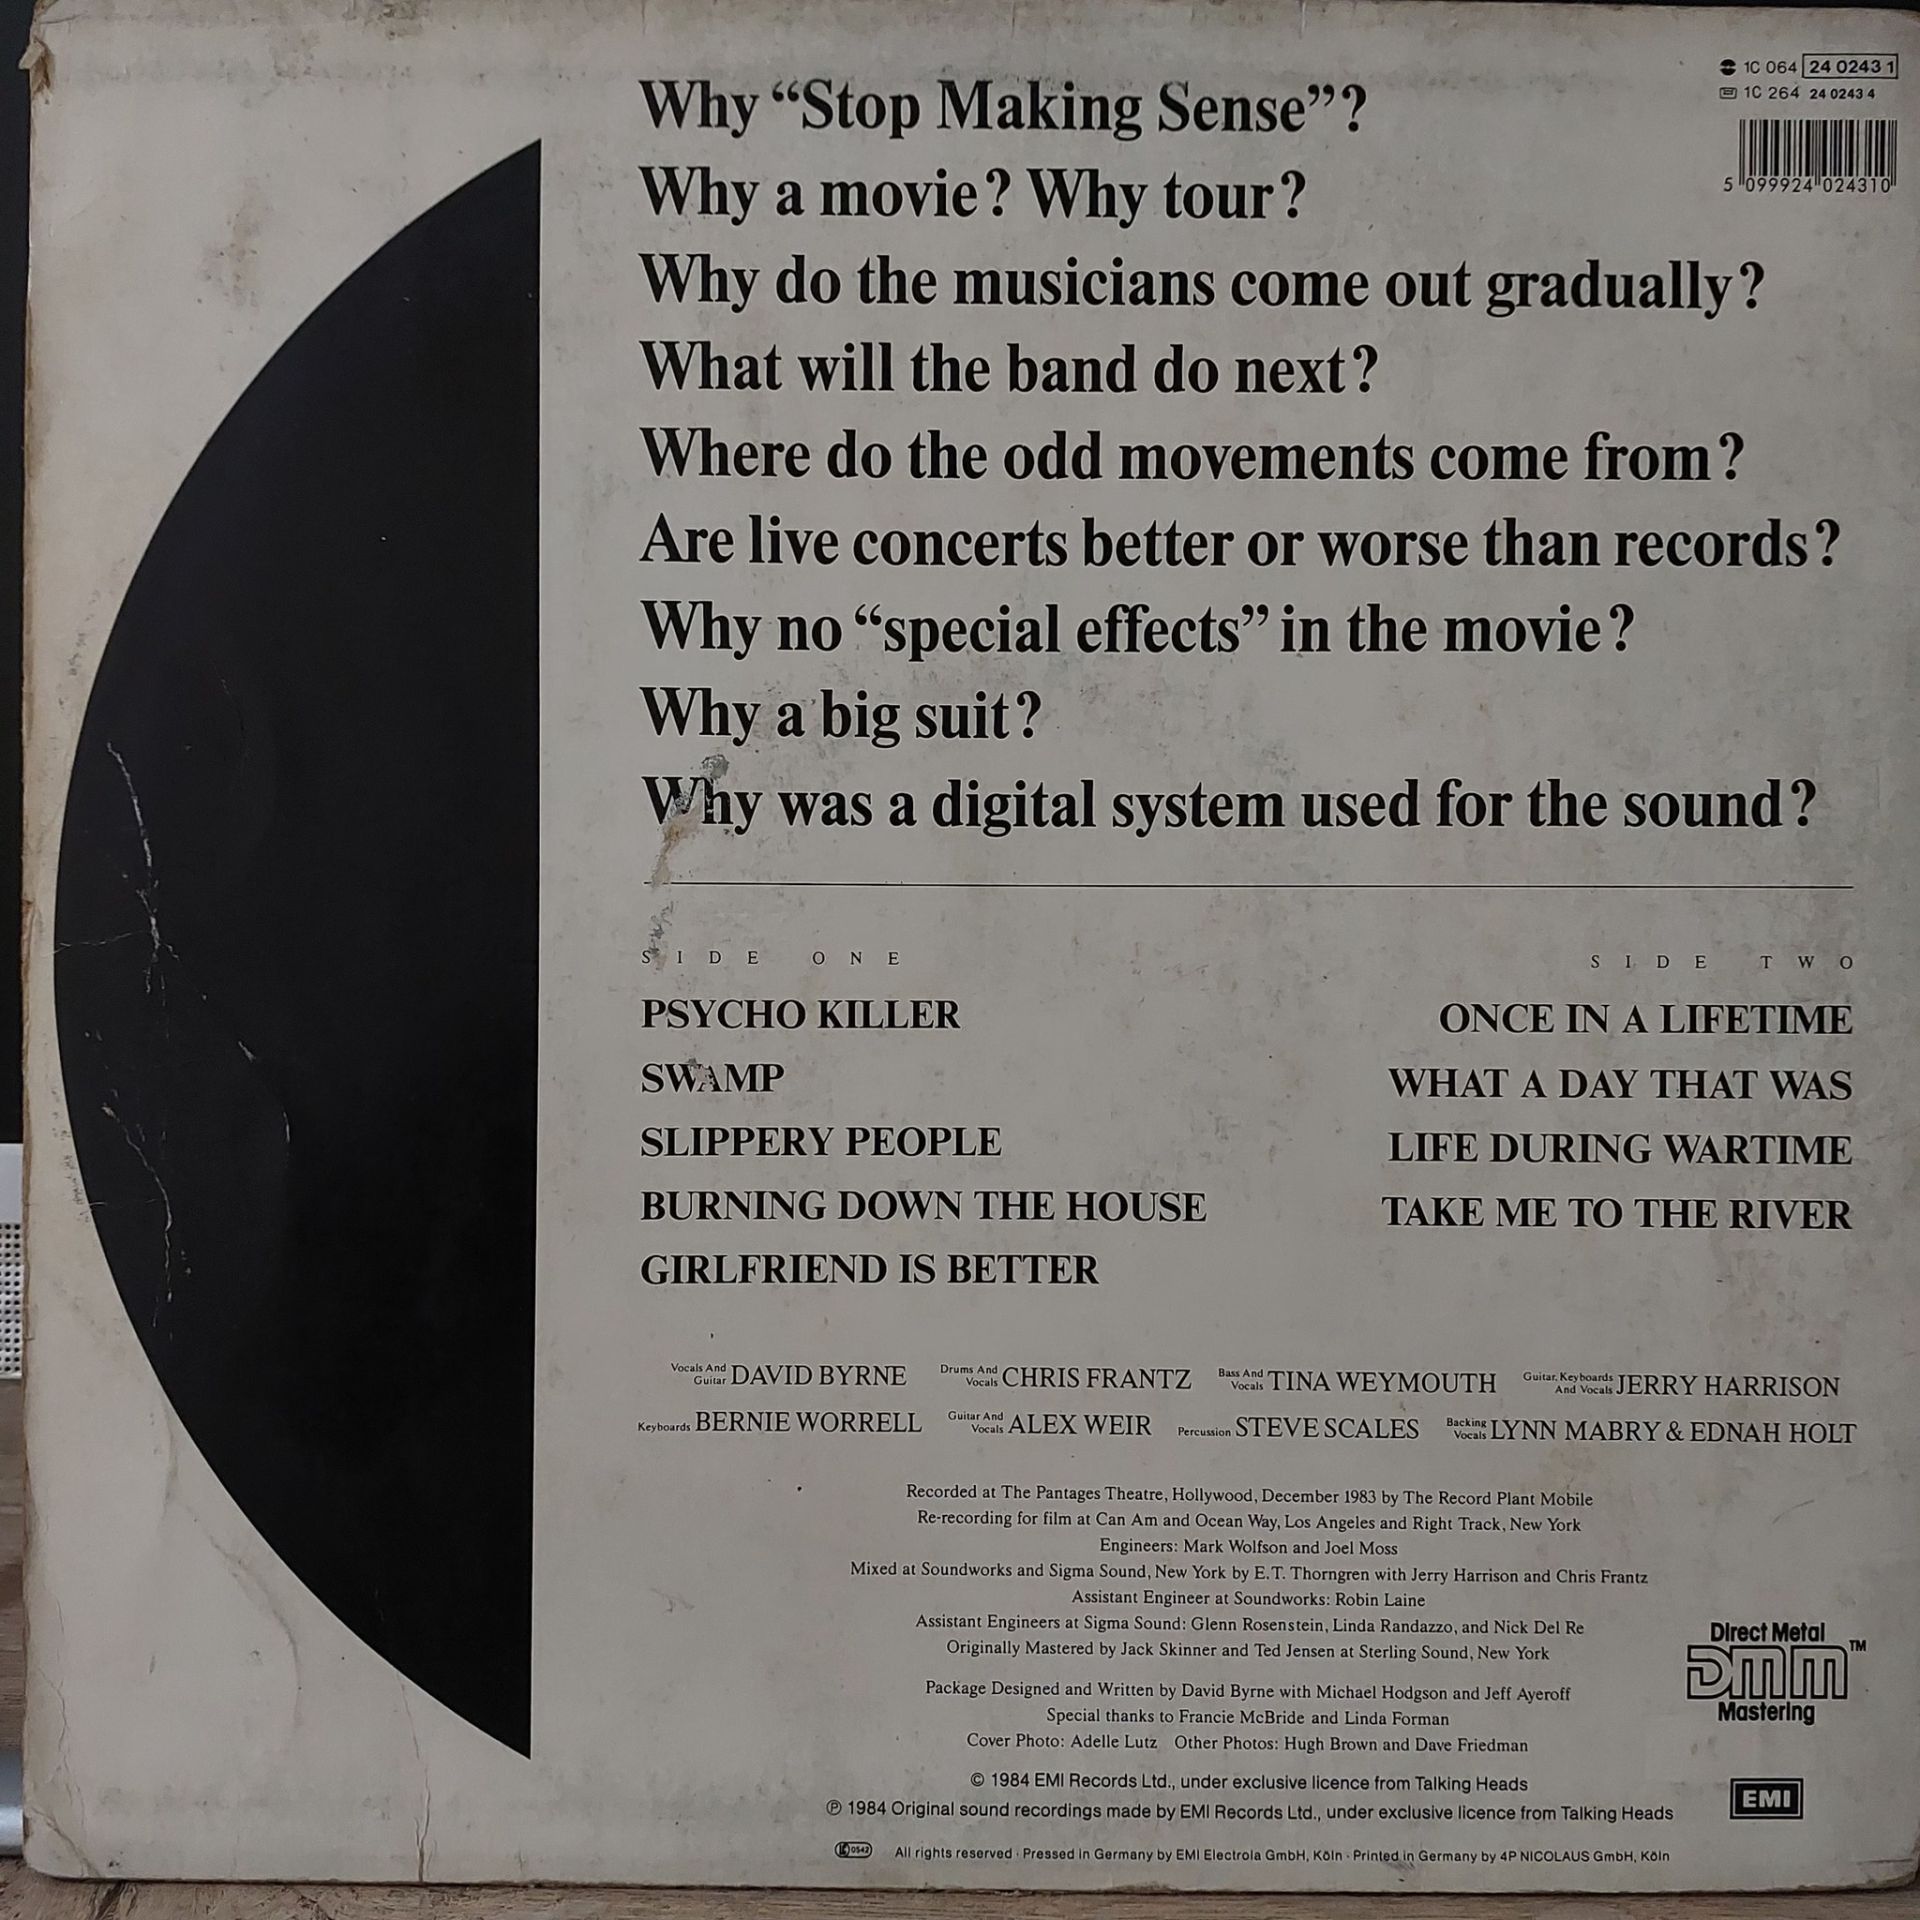 Why “Stop Making Sense”?
Why a movie? Why tour?
Why do the musicians come out gradually?
What will the band do next?
Where do the odd movements come from?
Are live concerts better or worse than records?
Why no “special effects” in the movie?
Why a big suit?
Why was a digital system used for the sound?
1C 064 24 0243 1
1C 264 24 0243 4
5 099924 024310
SIDE ONE
PSYCHO KILLER
SWAMP
SLIPPERY PEOPLE
BURNING DOWN THE HOUSE
GIRLFRIEND IS BETTER
SIDE TWO
ONCE IN A LIFETIME
WHAT A DAY THAT WAS
LIFE DURING WARTIME
TAKE ME TO THE RIVER
Vocals And Guitar DAVID BYRNE Drums And Vocals CHRIS FRANTZ Bass And Vocals TINA WEYMOUTH Guitar, Keyboards And Vocals JERRY HARRISON
Keyboards BERNIE WORRELL Guitar And Vocals ALEX WEIR Percussion STEVE SCALES Backing Vocals LYNN MABRY & EDNAH HOLT
Recorded at The Pantages Theatre, Hollywood, December 1983 by The Record Plant Mobile
Re-recording for film at Can Am and Ocean Way, Los Angeles and Right Track, New York
Engineers: Mark Wolfson and Joel Moss
Mixed at Soundworks and Sigma Sound, New York by E.T. Thorngren with Jerry Harrison and Chris Frantz
Assistant Engineer at Soundworks: Robin Laine
Assistant Engineers at Sigma Sound: Glenn Rosenstein, Linda Randazzo, and Nick Del Re
Originally Mastered by Jack Skinner and Ted Jensen at Sterling Sound, New York
Package Designed and Written by David Byrne with Michael Hodgson and Jeff Ayeroff
Special thanks to Francie McBride and Linda Forman
Cover Photo: Adelle Lutz Other Photos: Hugh Brown and Dave Friedman
© 1984 EMI Records Ltd., under exclusive licence from Talking Heads
℗ 1984 Original sound recordings made by EMI Records Ltd., under exclusive licence from Talking Heads
LC 0542 All rights reserved · Pressed in Germany by EMI Electrola GmbH, Köln · Printed in Germany by 4P NICOLAUS GmbH, Köln
Direct Metal
DMM™
Mastering
EMI